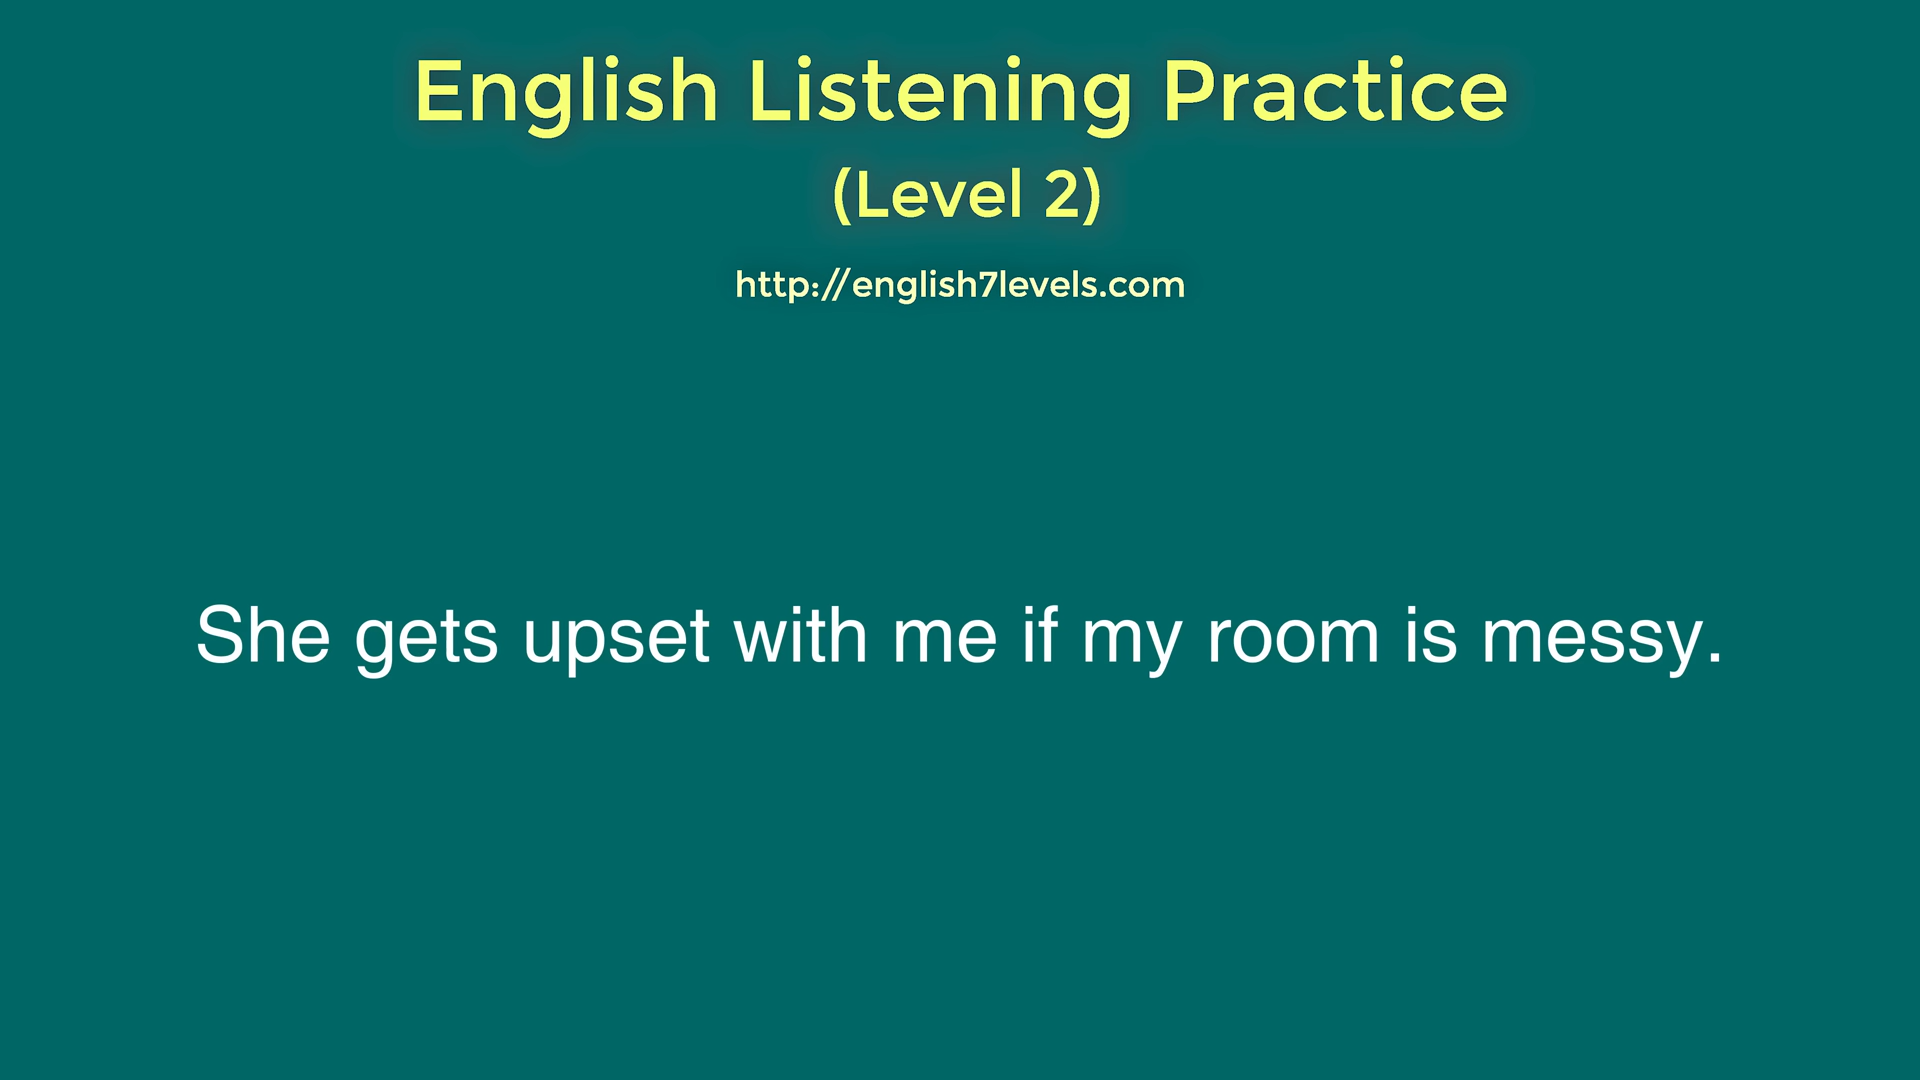 English Listening Practice
(Level 2)
http://english7levels.com
She gets upset with me if my room is messy.